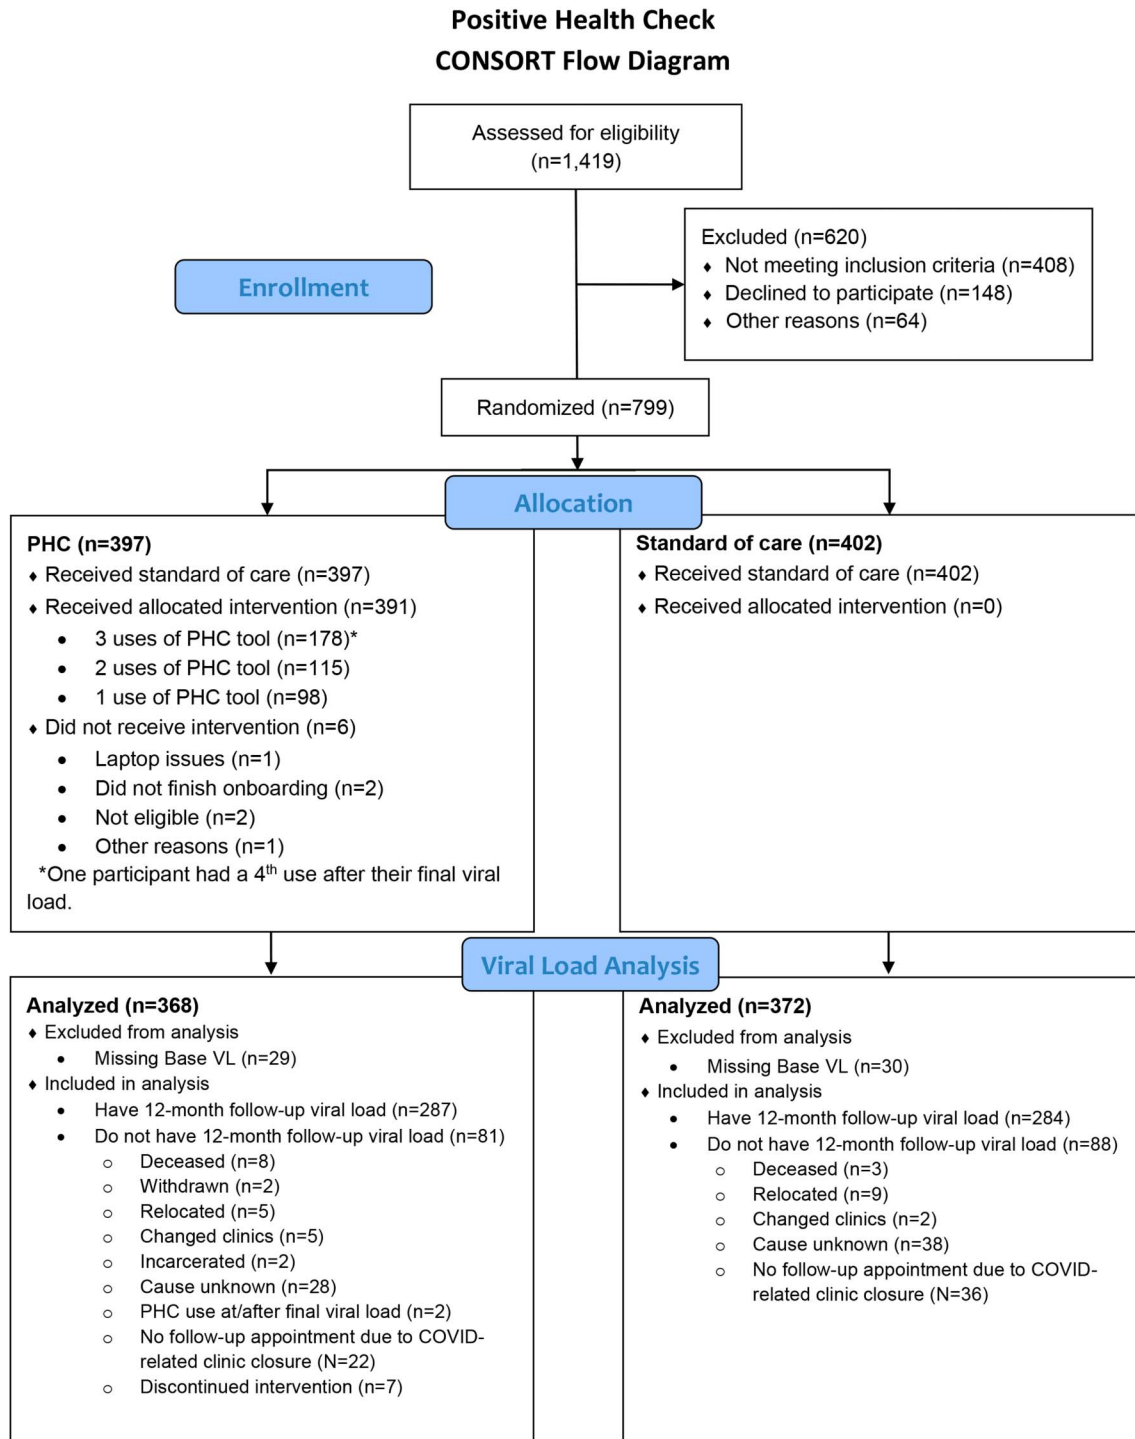 Positive Health Check
CONSORT Flow Diagram
Assessed for eligibility
(n=1,419)
Excluded (n=620)
♦ Not meeting inclusion criteria (n=408)
♦ Declined to participate (n=148)
♦ Other reasons (n=64)
Enrollment
Randomized (n=799)
Allocation
PHC (n=397)
♦ Received standard of care (n=397)
♦ Received allocated intervention (n=391)
• 3 uses of PHC tool (n=178)*
• 2 uses of PHC tool (n=115)
• 1 use of PHC tool (n=98)
♦ Did not receive intervention (n=6)
• Laptop issues (n=1)
• Did not finish onboarding (n=2)
• Not eligible (n=2)
• Other reasons (n=1)
*One participant had a 4th use after their final viral
load.
Standard of care (n=402)
♦ Received standard of care (n=402)
♦ Received allocated intervention (n=0)
Viral Load Analysis
Analyzed (n=368)
♦ Excluded from analysis
• Missing Base VL (n=29)
♦ Included in analysis
• Have 12-month follow-up viral load (n=287)
• Do not have 12-month follow-up viral load (n=81)
o Deceased (n=8)
o Withdrawn (n=2)
o Relocated (n=5)
o Changed clinics (n=5)
o Incarcerated (n=2)
o Cause unknown (n=28)
o PHC use at/after final viral load (n=2)
o No follow-up appointment due to COVID-
related clinic closure (N=22)
o Discontinued intervention (n=7)
Analyzed (n=372)
♦ Excluded from analysis
• Missing Base VL (n=30)
♦ Included in analysis
• Have 12-month follow-up viral load (n=284)
• Do not have 12-month follow-up viral load (n=88)
o Deceased (n=3)
o Relocated (n=9)
o Changed clinics (n=2)
o Cause unknown (n=38)
o No follow-up appointment due to COVID-
related clinic closure (N=36)